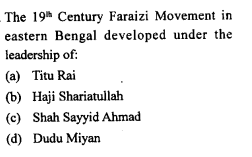 The 19th Century Faraizi Movement in
eastern Bengal developed under the
leadership of:
(a) Titu Rai
(b) Haji Shariatullah
(c) Shah Sayyid Ahmad
(d) Dudu Miyan